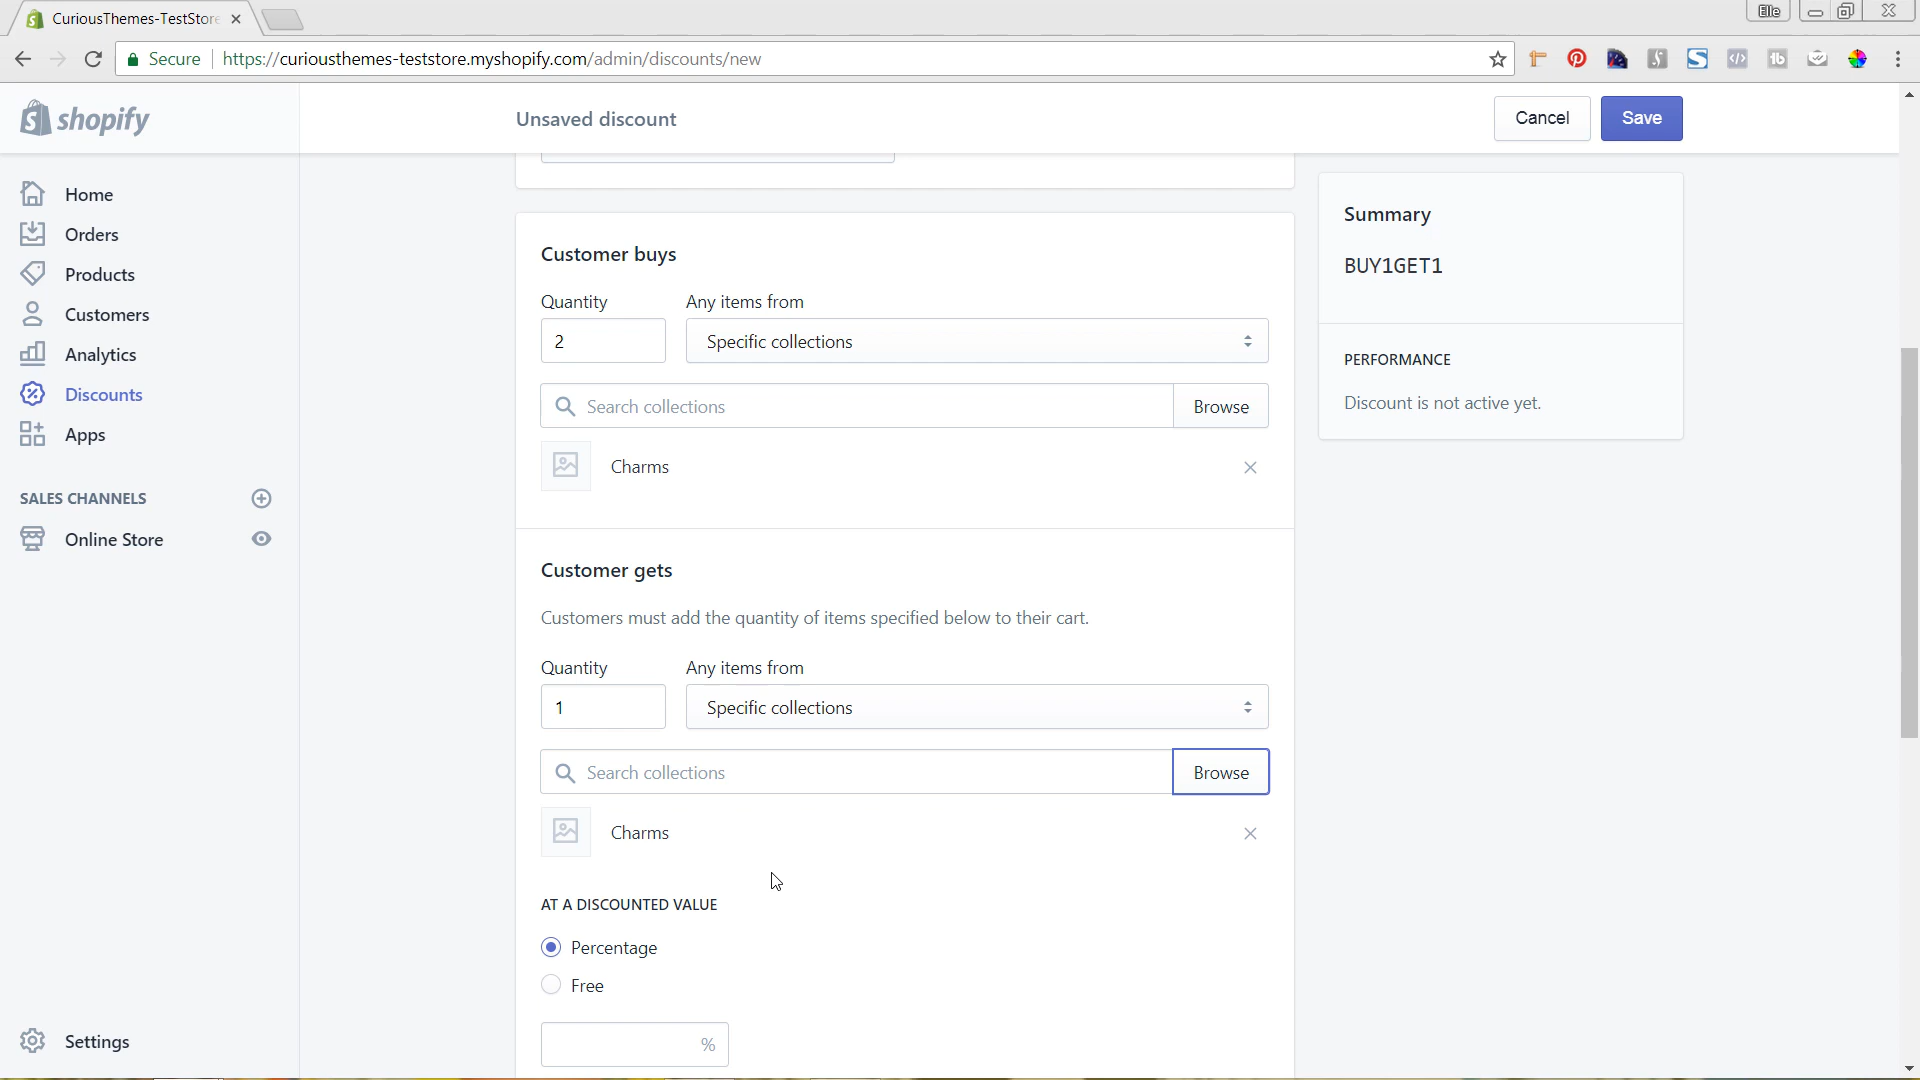 CuriousThemes-TestStore
Elle
Secure
https://curiousthemes-teststore.myshopify.com/admin/discounts/new
shopify
Unsaved discount
Cancel
Save
Home
Orders
Products
Customers
Analytics
Discounts
Apps
SALES CHANNELS
Online Store
Settings
Customer buys
Quantity
Any items from
2
Specific collections
Search collections
Browse
Charms
Customer gets
Customers must add the quantity of items specified below to their cart.
Quantity
Any items from
1
Specific collections
Search collections
Browse
Charms
AT A DISCOUNTED VALUE
Percentage
Free
%
Summary
BUY1GET1
PERFORMANCE
Discount is not active yet.